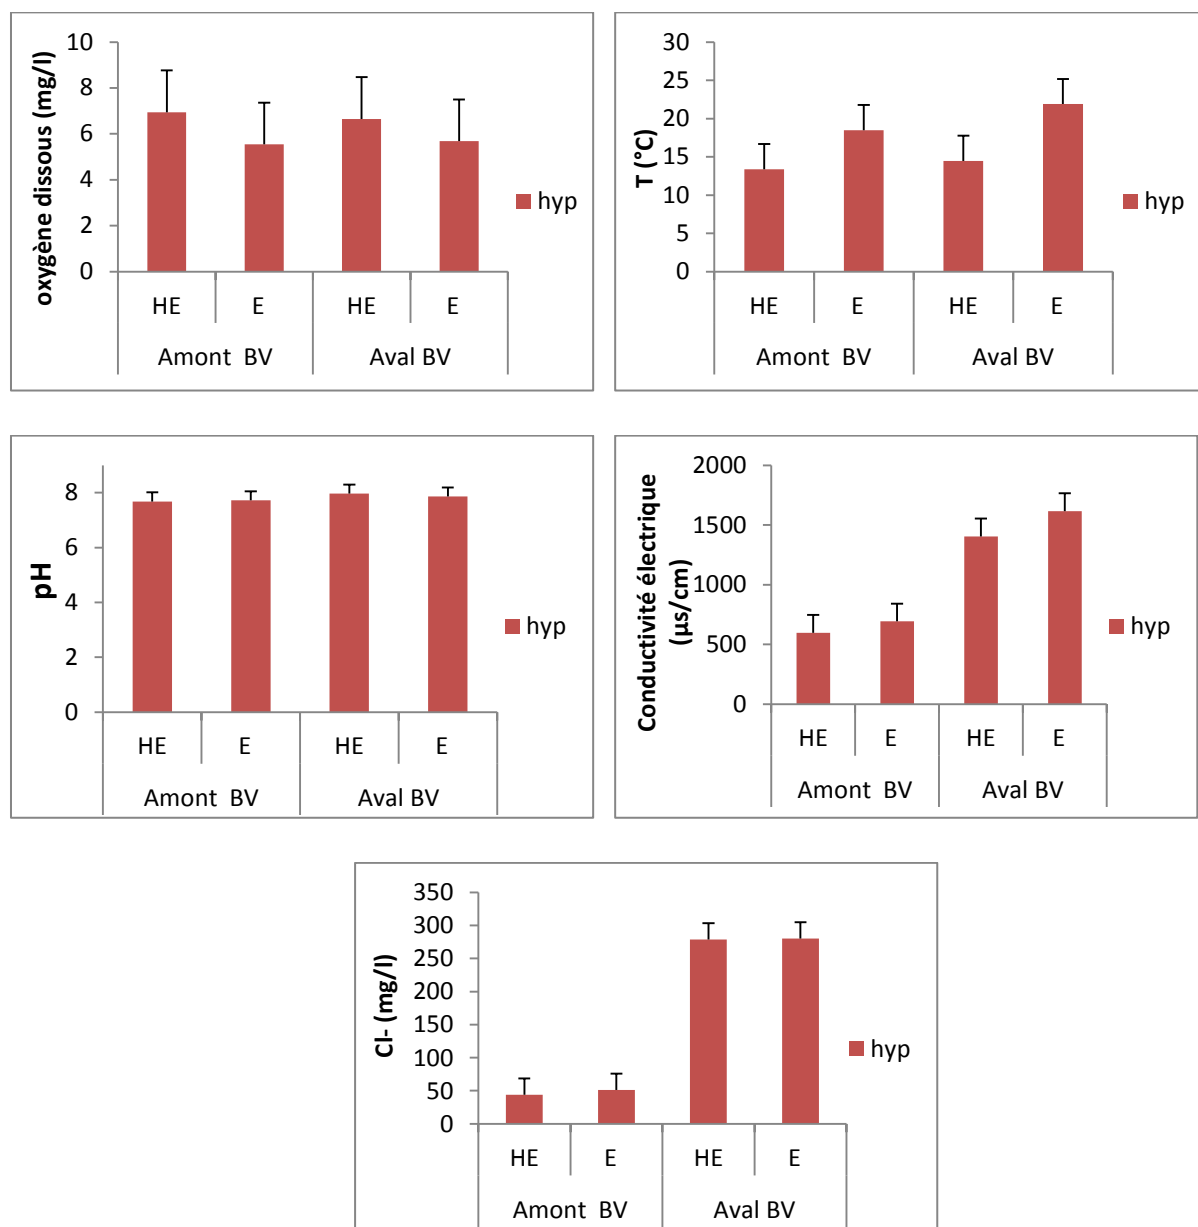 oxygène dissous (mg/l)
10
8
6
4
2
0
HE E HE E
Amont BV Aval BV
hyp
T (°C)
30
25
20
15
10
5
0
HE E HE E
Amont BV Aval BV
hyp
pH
8
6
4
2
0
HE E HE E
Amont BV Aval BV
hyp
Conductivité électrique
(µs/cm)
2000
1500
1000
500
0
HE E HE E
Amont BV Aval BV
hyp
Cl- (mg/l)
350
300
250
200
150
100
50
0
HE E HE E
Amont BV Aval BV
hyp